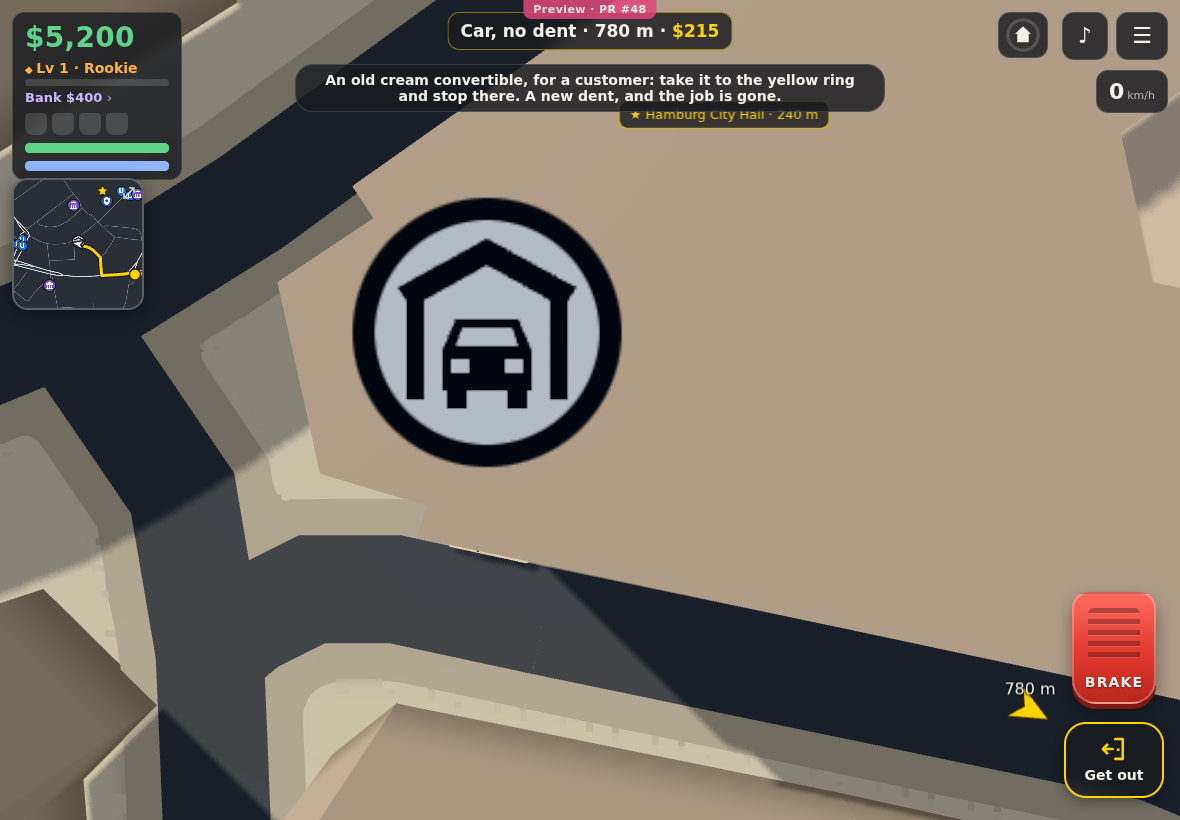 Preview · PR #48
$5,200
Lv 1 · Rookie
Bank $400 ›
Car, no dent · 780 m · $215
An old cream convertible, for a customer: take it to the yellow ring
and stop there. A new dent, and the job is gone.
★ Hamburg City Hall · 240 m
0 km/h
780 m
BRAKE
Get out